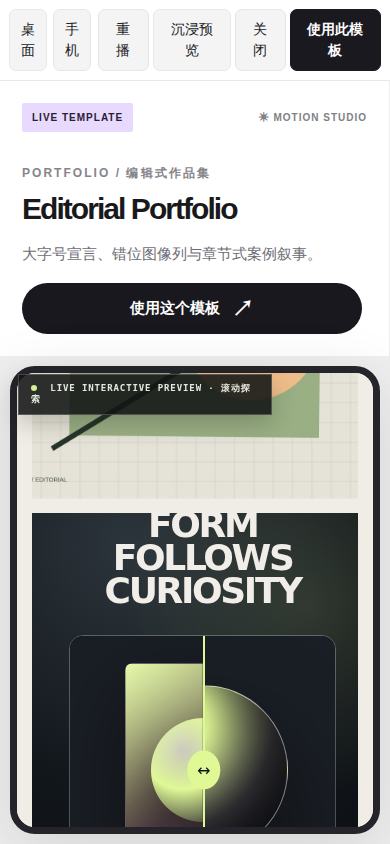 桌
面
手
机
重
播
沉浸预
览
关
闭
使用此模
板
LIVE TEMPLATE
✷ MOTION STUDIO
PORTFOLIO / 编辑式作品集
Editorial Portfolio
大字号宣言、错位图像列与章节式案例叙事。
使用这个模板 ↗
LIVE INTERACTIVE PREVIEW · 滚动探
索
/ EDITORIAL
FORM
FOLLOWS
CURIOSITY
↔